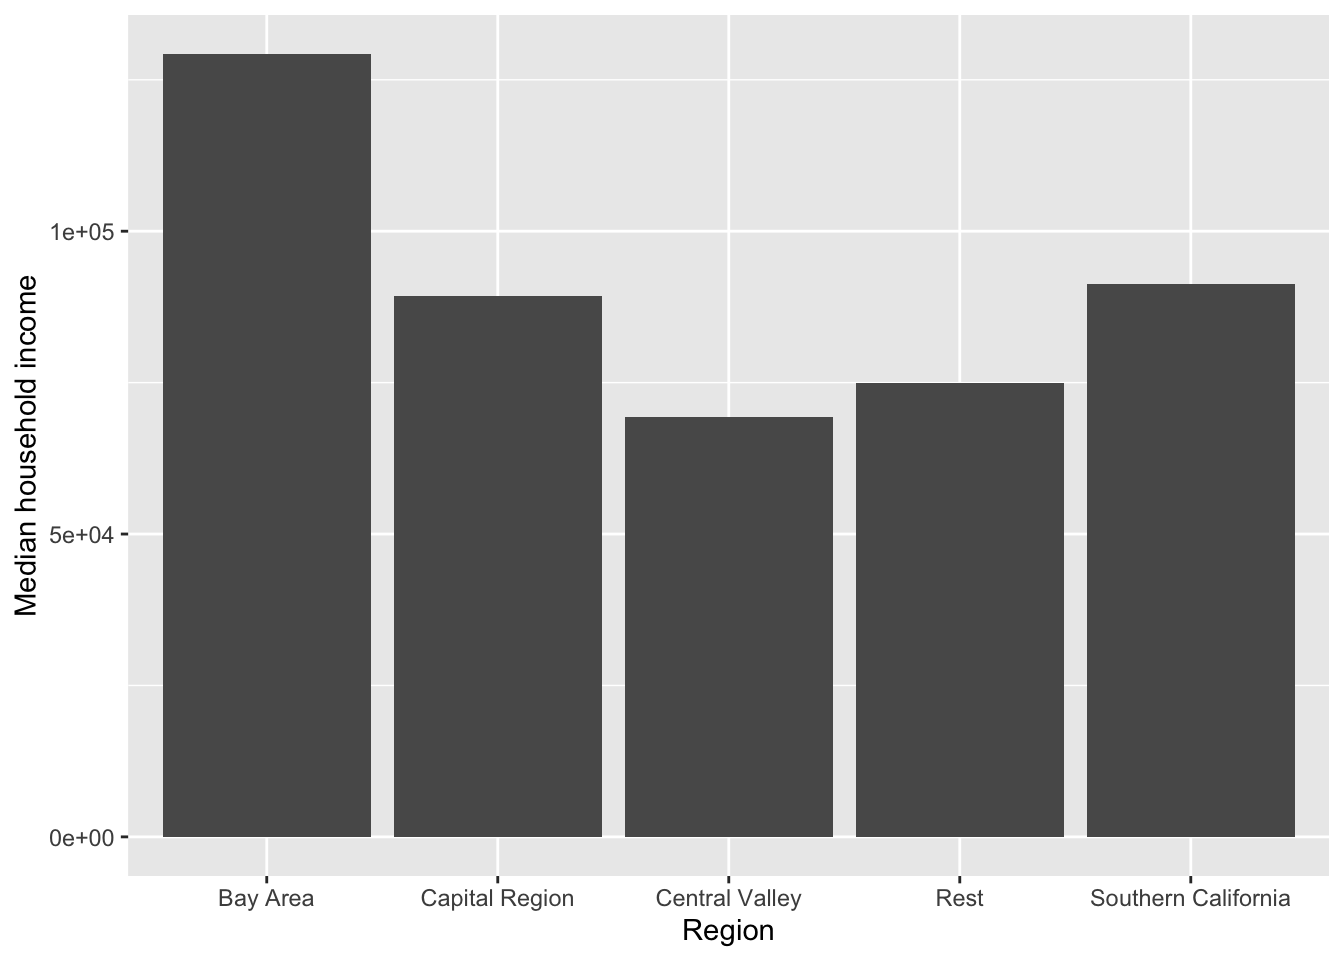 Median household income
1e+05
5e+04
0e+00
Bay Area Capital Region Central Valley Rest Southern California
Region